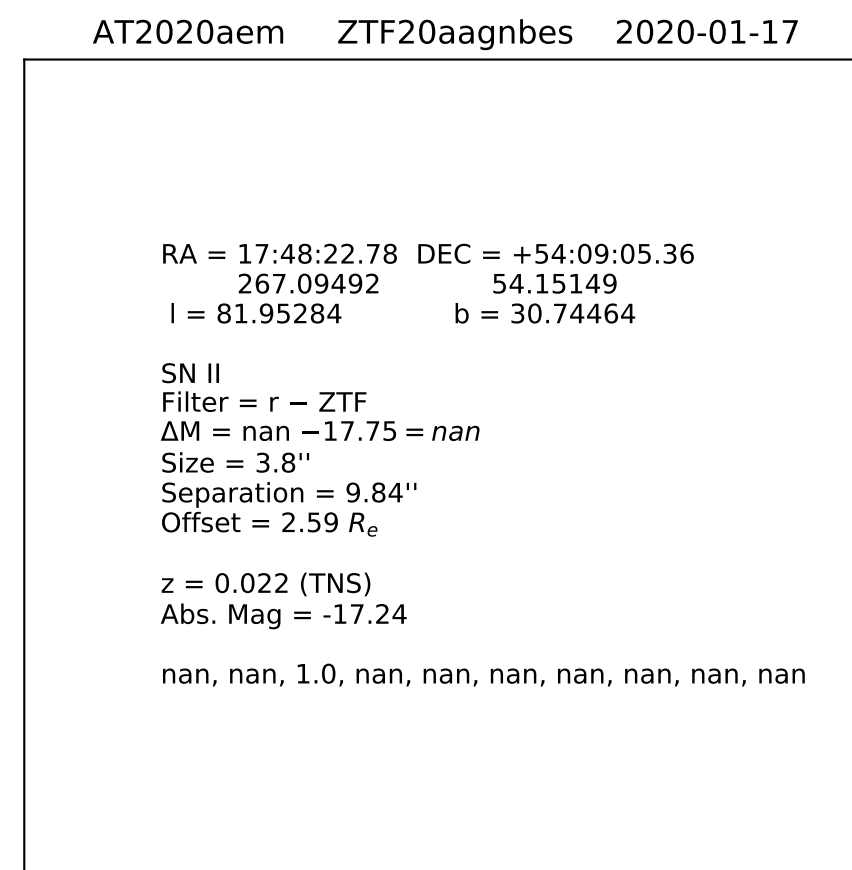 AT2020aem ZTF20aagnbes 2020-01-17
RA = 17:48:22.78 DEC = +54:09:05.36
267.09492 54.15149
l = 81.95284 b = 30.74464
SN II
Filter = r − ZTF
ΔM = nan −17.75 = nan
Size = 3.8''
Separation = 9.84''
Offset = 2.59 Re
z = 0.022 (TNS)
Abs. Mag = -17.24
nan, nan, 1.0, nan, nan, nan, nan, nan, nan, nan